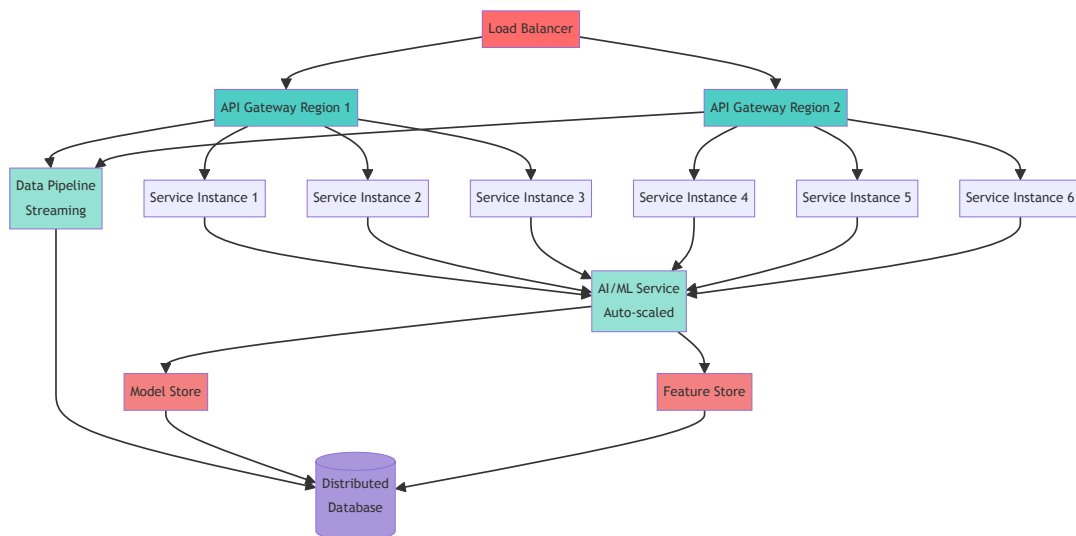 Load Balancer
API Gateway Region 1
API Gateway Region 2
Data Pipeline
Streaming
Service Instance 1
Service Instance 2
Service Instance 3
Service Instance 4
Service Instance 5
Service Instance 6
AI/ML Service
Auto-scaled
Model Store
Feature Store
Distributed
Database